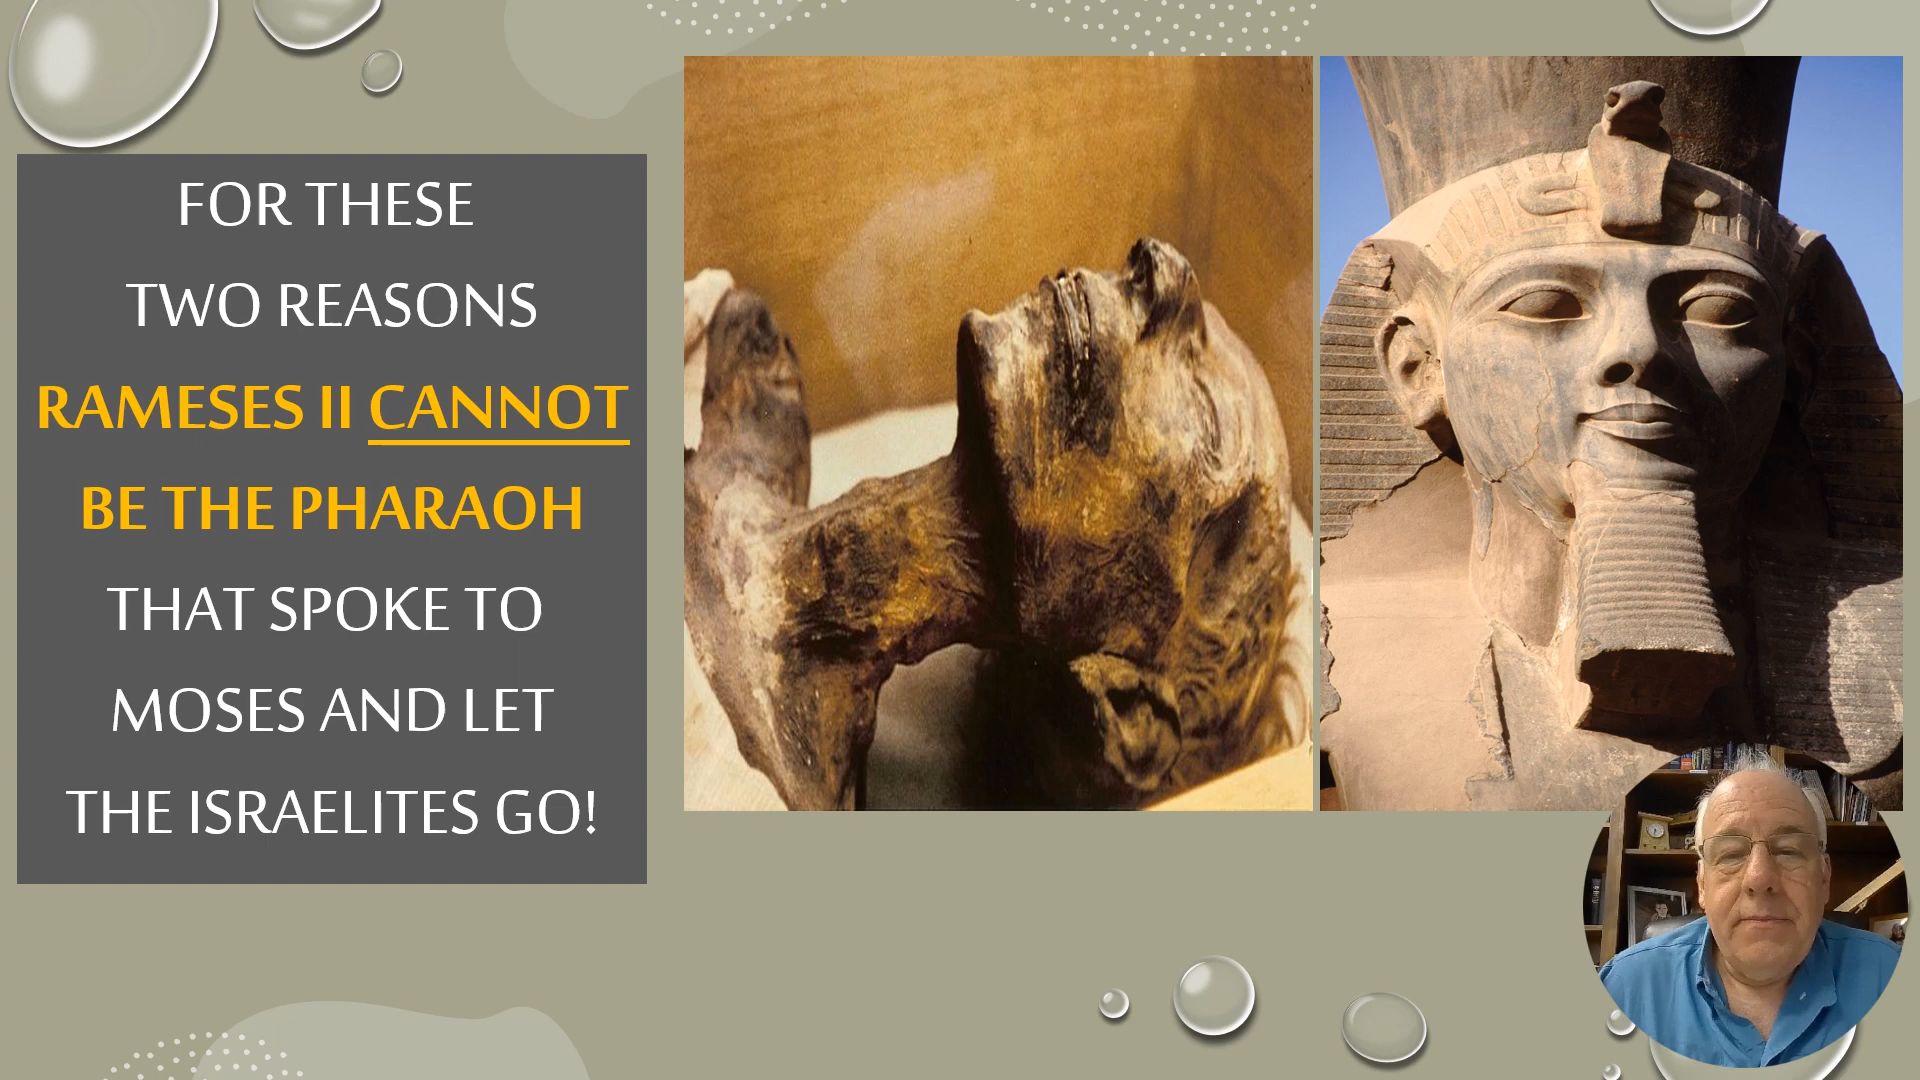 FOR THESE
TWO REASONS
RAMESES II CANNOT
BE THE PHARAOH
THAT SPOKE TO
MOSES AND LET
THE ISRAELITES GO!